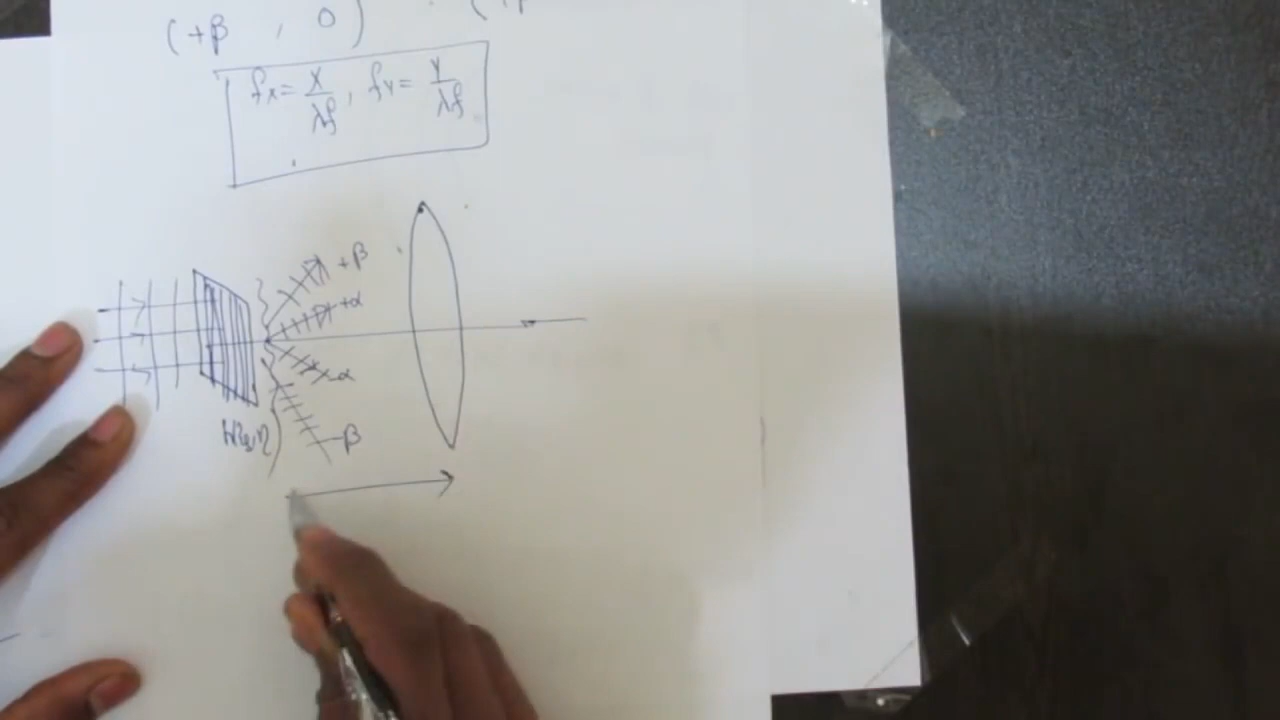 (+β , 0)
fx = X/λf, fY = Y/λf
+β
+α
-α
-β